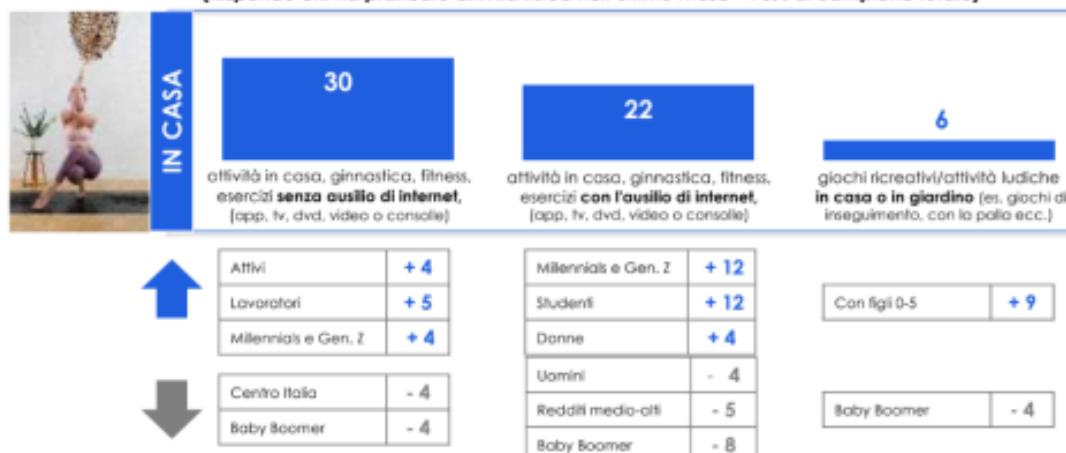 IN CASA
30
attività in casa, ginnastica, fitness,
esercizi senza ausilio di internet,
(app, tv, dvd, video o consolle)
22
attività in casa, ginnastica, fitness,
esercizi con l'ausilio di internet,
(app, tv, dvd, video o consolle)
6
giochi ricreativi/attività ludiche
in casa o in giardino (es. giochi di
inseguimento, con la palla ecc.)
Attivi + 4
Lavoratori + 5
Millennials e Gen. Z + 4
Centro Italia - 4
Baby Boomer - 4
Millennials e Gen. Z + 12
Studenti + 12
Donne + 4
Uomini - 4
Redditi medio-alti - 5
Baby Boomer - 8
Con figli 0-5 + 9
Baby Boomer - 4